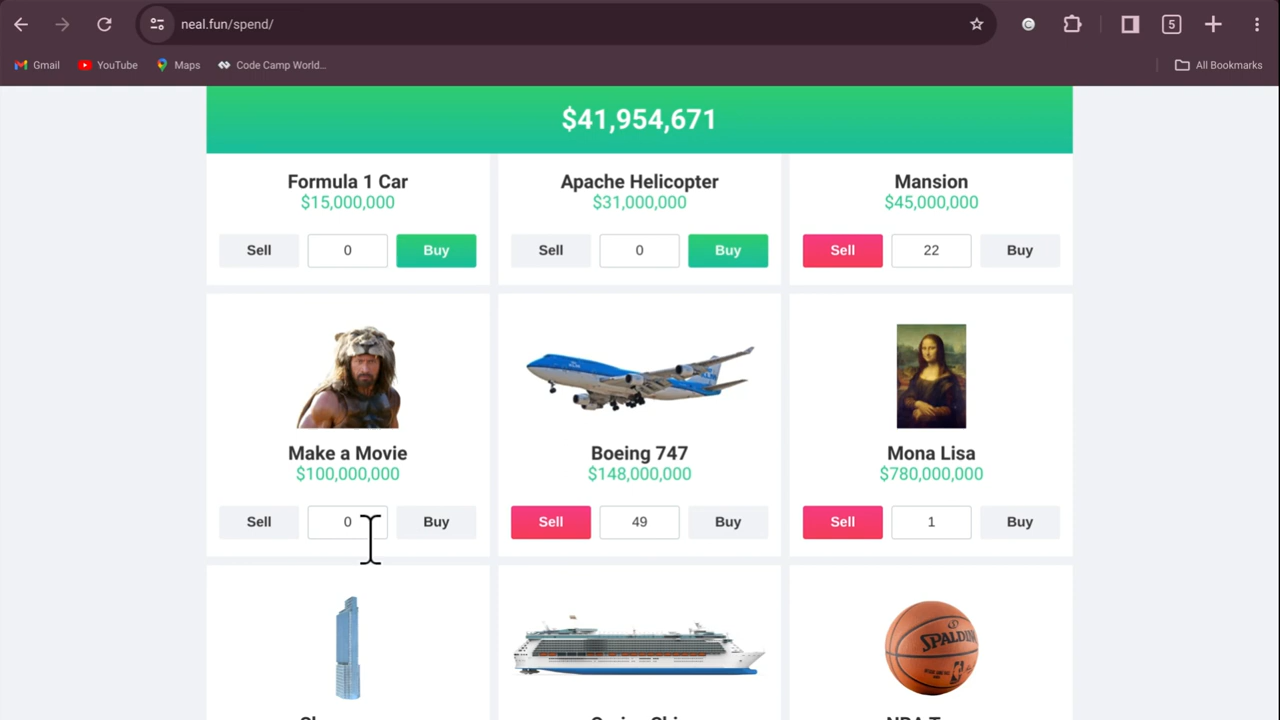 neal.fun/spend/
5
Gmail
YouTube
Maps
Code Camp World...
All Bookmarks
$41,954,671
Formula 1 Car
$15,000,000
Sell
0
Buy
Apache Helicopter
$31,000,000
Sell
0
Buy
Mansion
$45,000,000
Sell
22
Buy
Make a Movie
$100,000,000
Sell
0
Buy
Boeing 747
$148,000,000
Sell
49
Buy
Mona Lisa
$780,000,000
Sell
1
Buy
SPALDING